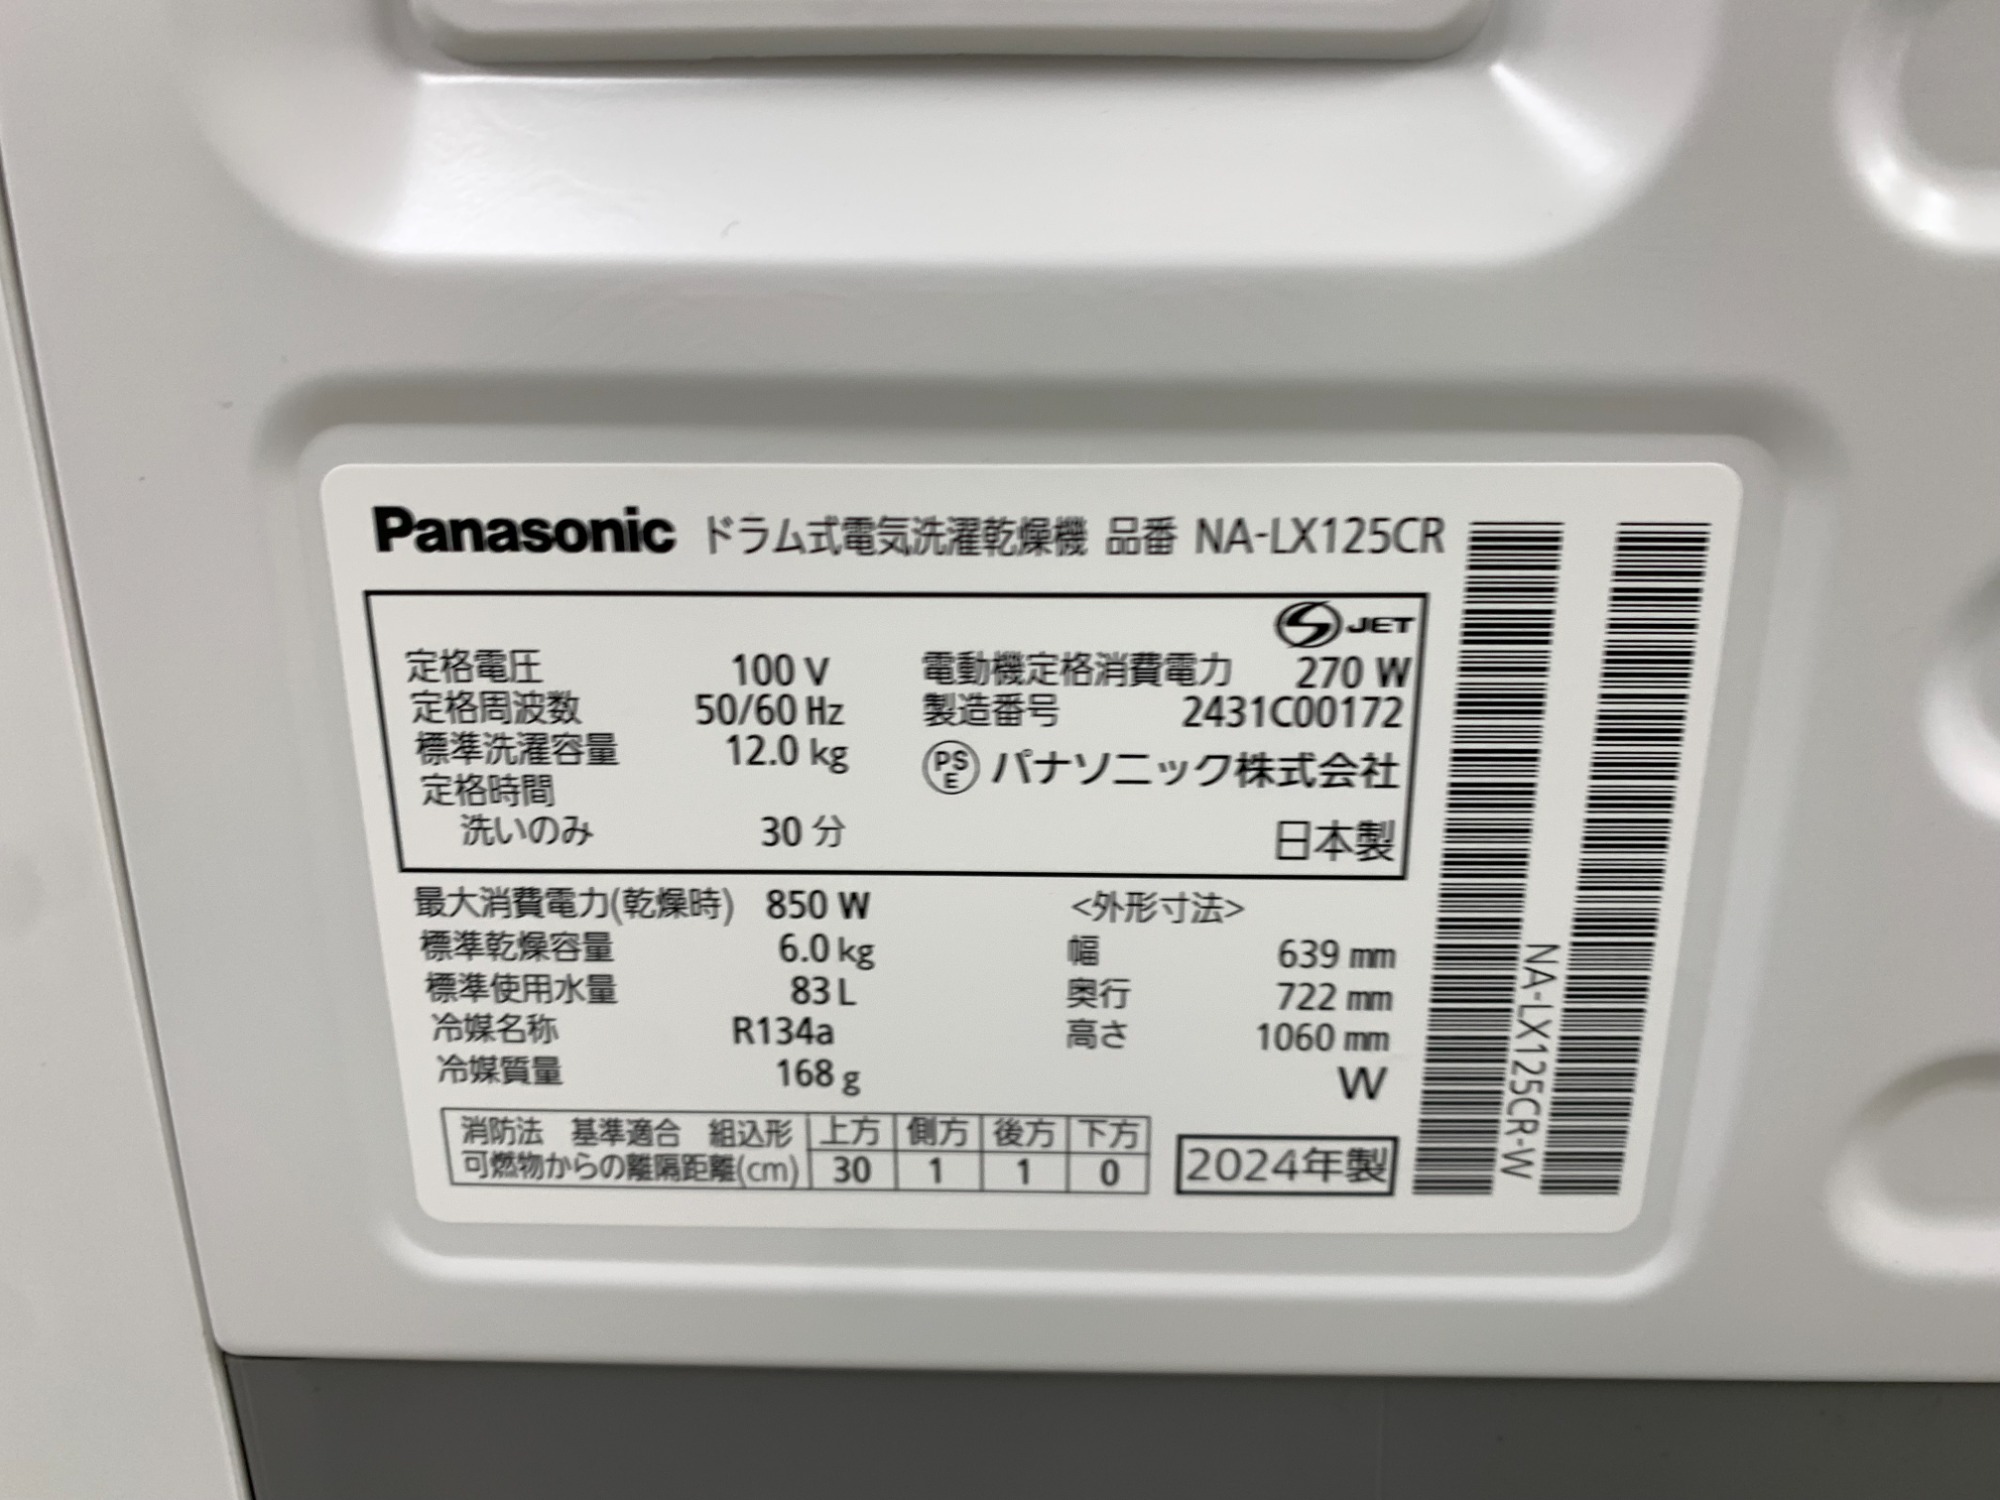 Panasonic ドラム式電気洗濯乾燥機 品番 NA-LX125CR
JET
定格電圧 100 V 電動機定格消費電力 270 W
定格周波数 50/60 Hz 製造番号 2431C00172
標準洗濯容量 12.0 kg
PSE パナソニック株式会社
定格時間
洗いのみ 30 分
日本製
最大消費電力(乾燥時) 850 W <外形寸法>
標準乾燥容量 6.0 kg 幅 639 mm
標準使用水量 83 L 奥行 722 mm
冷媒名称 R134a 高さ 1060 mm
冷媒質量 168 g W
消防法 基準適合 組込形 上方 側方 後方 下方
可燃物からの離隔距離(cm) 30 1 1 0
2024年製
NA-LX125CR-W